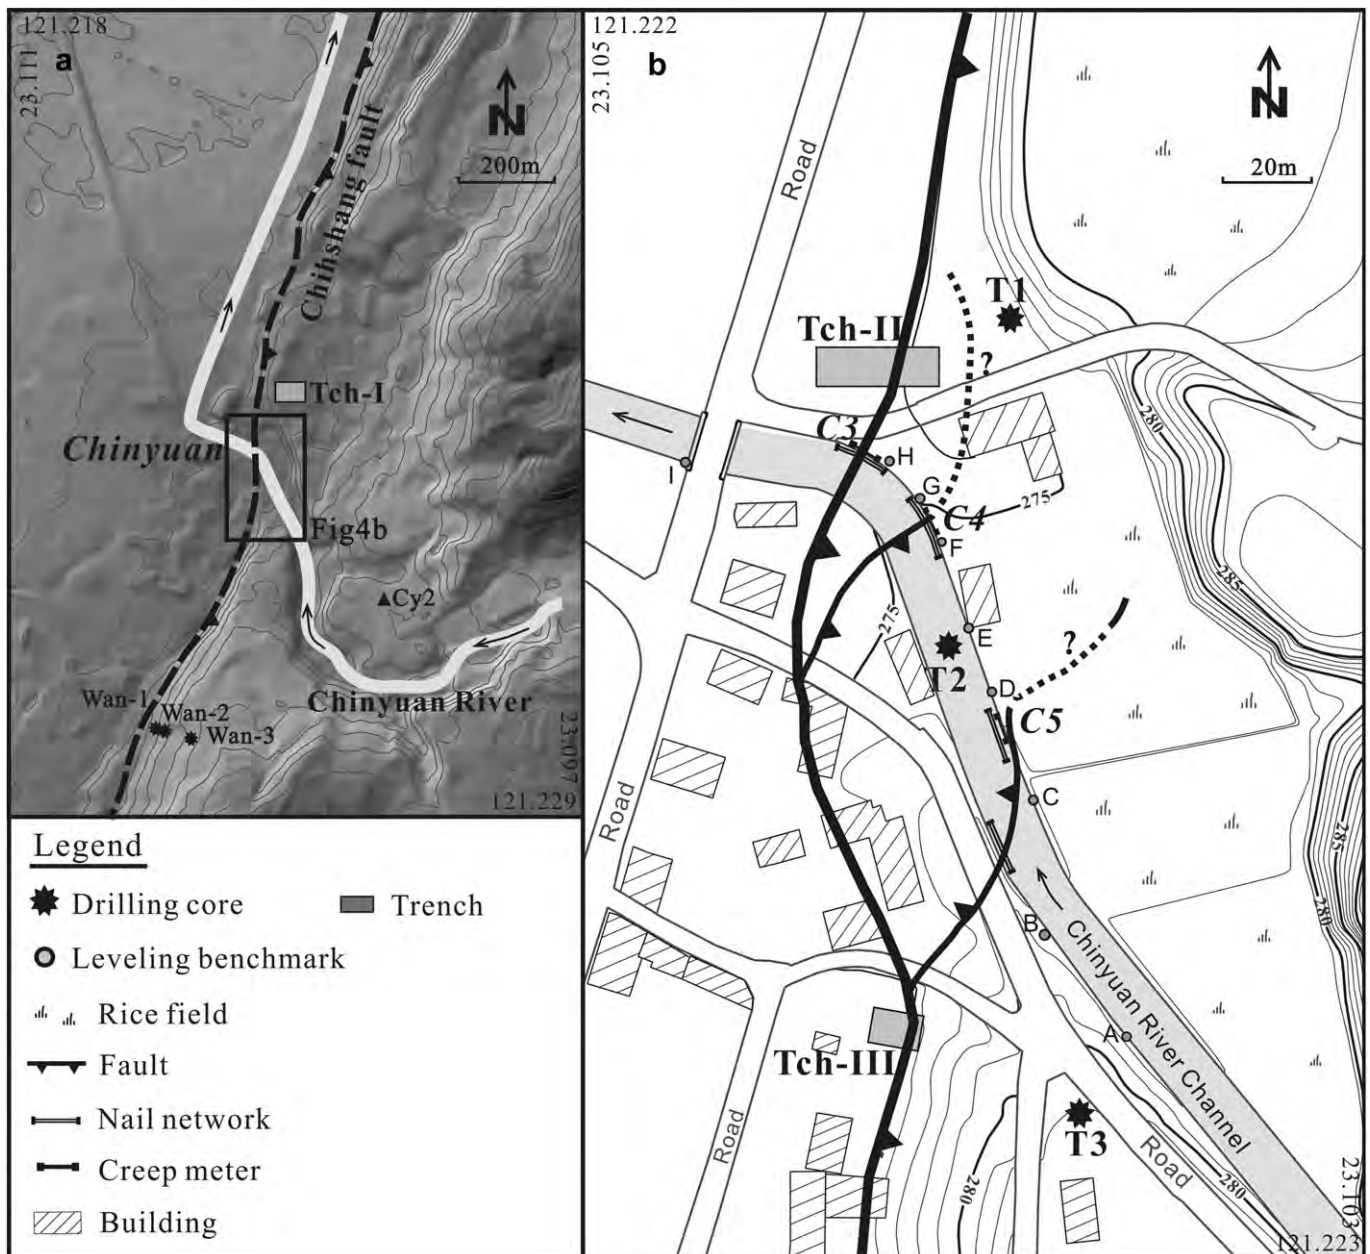 121.218
23.111
a
N
200m
Chihshang fault
Tch-I
Chinyuan
Fig4b
Cy2
Chinyuan River
Wan-1
Wan-2
Wan-3
23.097
121.229
Legend
Drilling core
Trench
Leveling benchmark
Rice field
Fault
Nail network
Creep meter
Building
121.222
23.105
b
N
20m
Road
T1
Tch-II
?
280
C3
H
I
G
275
C4
F
285
275
E
?
T2
D
C5
C
Road
285
280
B
Chinyuan River Channel
A
Tch-III
T3
Road
Road
280
280
23.103
121.223